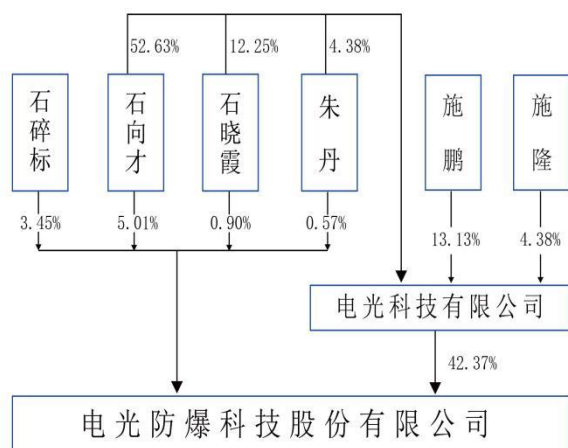 52.63%
12.25%
4.38%
石碎标
石向才
石晓霞
朱丹
施鹏
施隆
3.45%
5.01%
0.90%
0.57%
13.13%
4.38%
电光科技有限公司
42.37%
电光防爆科技股份有限公司